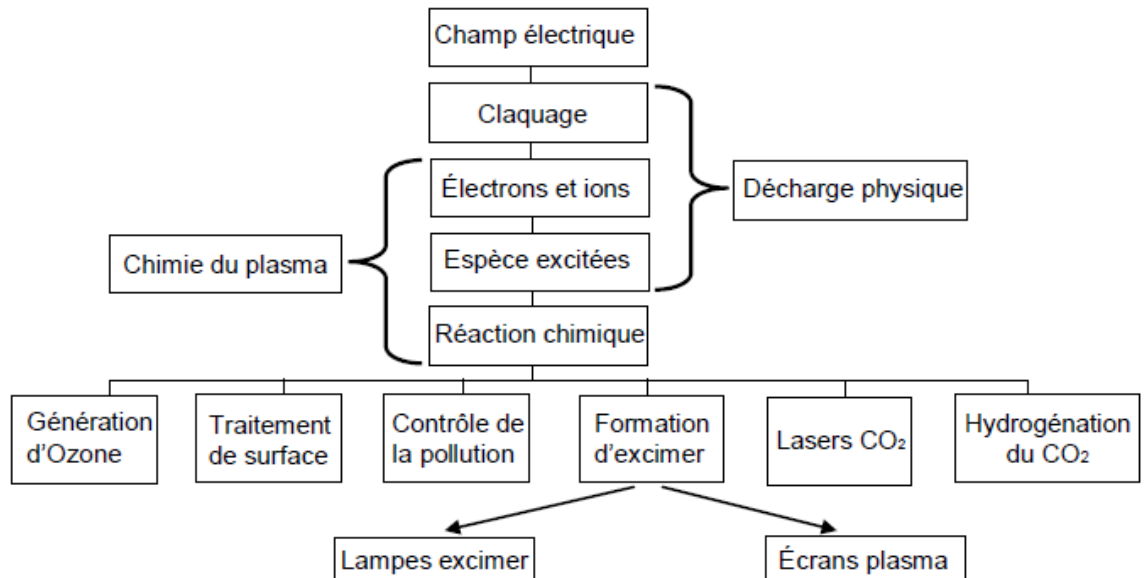 Champ électrique
Claquage
Électrons et ions
Décharge physique
Chimie du plasma
Espèce excitées
Réaction chimique
Génération
d'Ozone
Traitement
de surface
Contrôle de
la pollution
Formation
d'excimer
Lasers CO₂
Hydrogénation
du CO₂
Lampes excimer
Écrans plasma